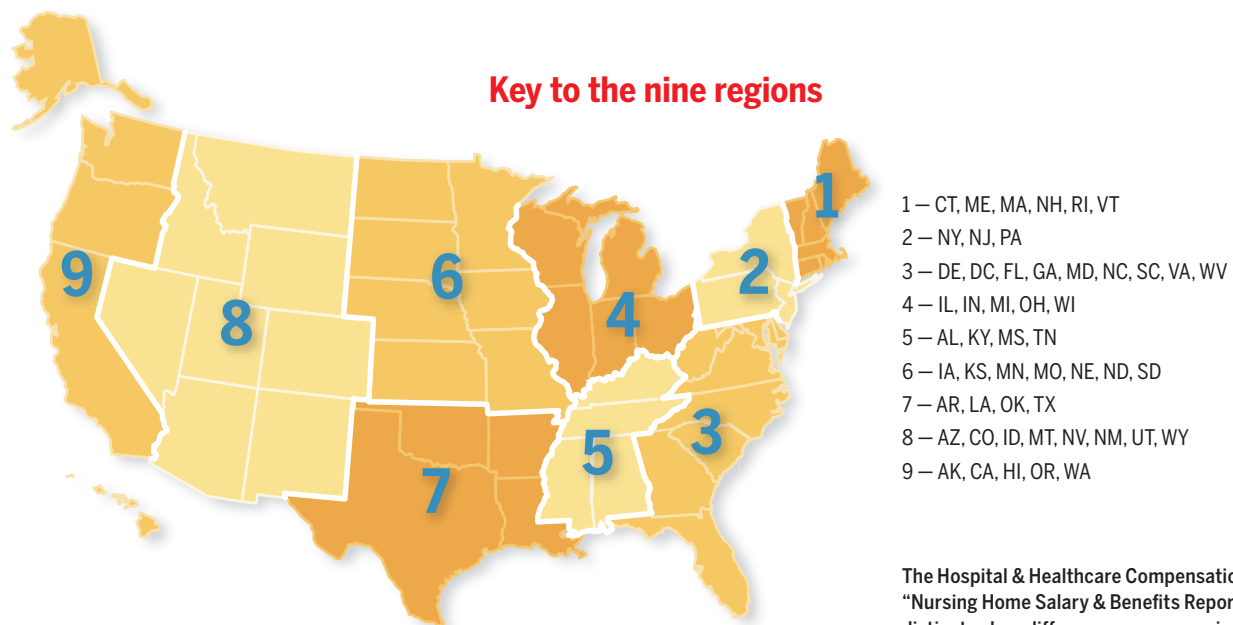 Key to the nine regions
1
9
6
2
8
4
3
5
7
1 — CT, ME, MA, NH, RI, VT
2 — NY, NJ, PA
3 — DE, DC, FL, GA, MD, NC, SC, VA, WV
4 — IL, IN, MI, OH, WI
5 — AL, KY, MS, TN
6 — IA, KS, MN, MO, NE, ND, SD
7 — AR, LA, OK, TX
8 — AZ, CO, ID, MT, NV, NM, UT, WY
9 — AK, CA, HI, OR, WA
The Hospital & Healthcare
“Nursing Home Salary & Benefits